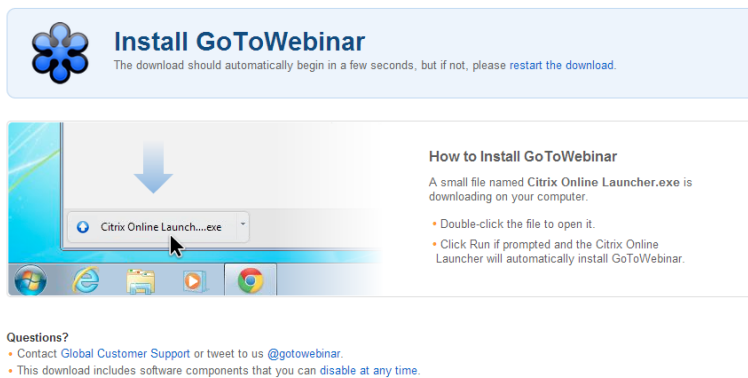 Install GoToWebinar
The download should automatically begin in a few seconds, but if not, please restart the download.
How to Install GoToWebinar
A small file named Citrix Online Launcher.exe is
downloading on your computer.
• Double-click the file to open it.
• Click Run if prompted and the Citrix Online
Launcher will automatically install GoToWebinar.
Citrix Online Launch....exe
Questions?
• Contact Global Customer Support or tweet to us @gotowebinar.
• This download includes software components that you can disable at any time.